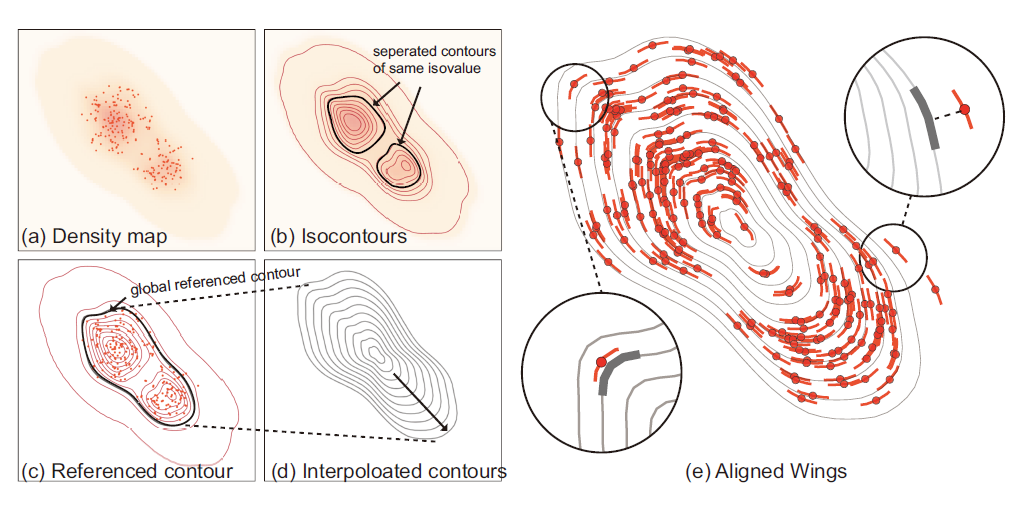 seperated contours
of same isovalue
(a) Density map
(b) Isocontours
global referenced contour
(c) Referenced contour
(d) Interpoloated contours
(e) Aligned Wings